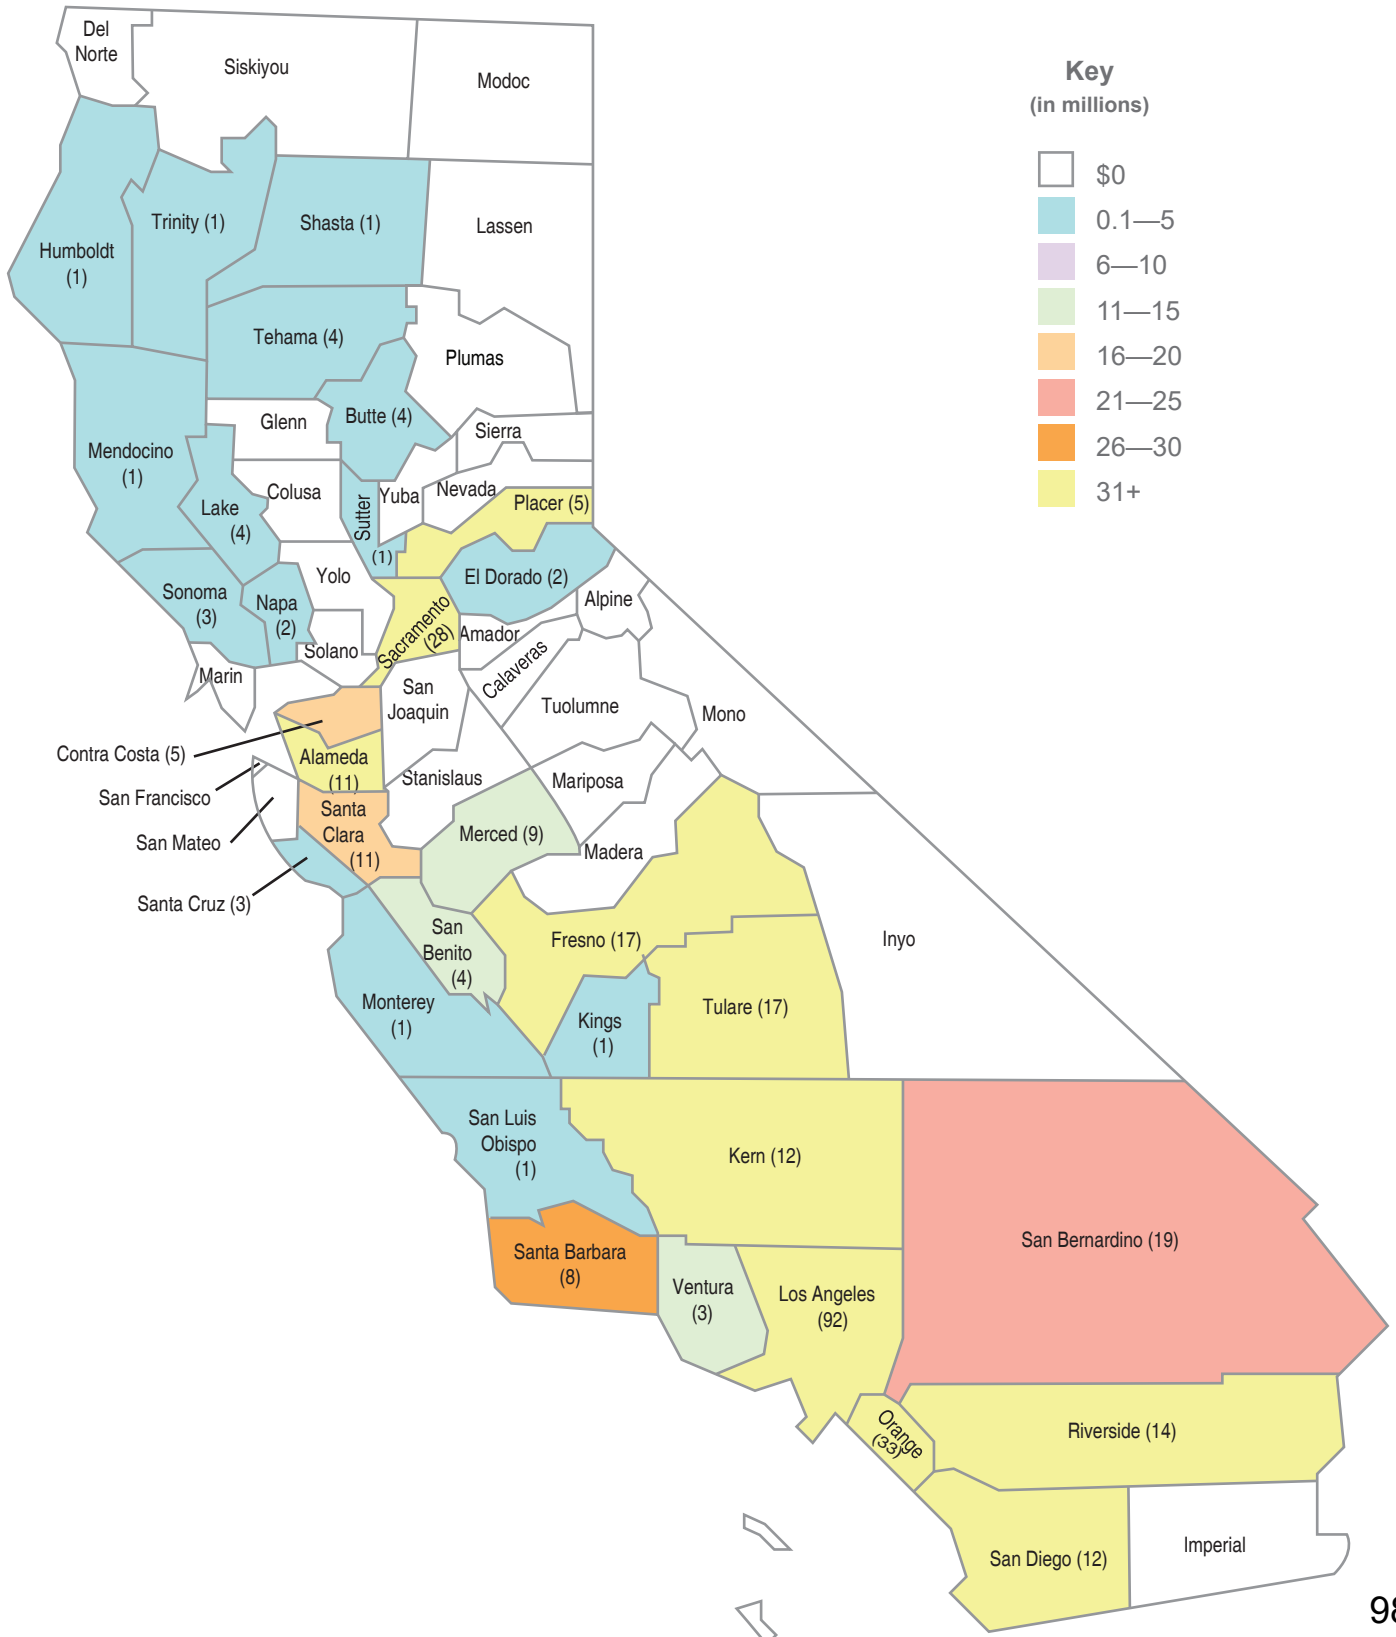 Del
Norte
Siskiyou
Modoc
Key
(in millions)
$0
0.1—5
6—10
11—15
16—20
21—25
26—30
31+
Humboldt
(1)
Trinity (1)
Shasta (1)
Lassen
Tehama (4)
Plumas
Mendocino
(1)
Glenn
Butte (4)
Sierra
Lake
(4)
Colusa
Sutter
(1)
Yuba
Nevada
Placer (5)
Sonoma
(3)
Napa
(2)
Yolo
Solano
El Dorado (2)
Sacramento
(28)
Amador
Alpine
Marin
Calaveras
San
Joaquin
Tuolumne
Mono
Contra Costa (5)
Alameda
(11)
Stanislaus
Mariposa
San Francisco
San Mateo
Santa
Clara
(11)
Merced (9)
Madera
Santa Cruz (3)
San
Benito
(4)
Fresno (17)
Inyo
Monterey
(1)
Kings
(1)
Tulare (17)
San Luis
Obispo
(1)
Kern (12)
San Bernardino (19)
Santa Barbara
(8)
Ventura
(3)
Los Angeles
(92)
Orange
(33)
Riverside (14)
San Diego (12)
Imperial
98